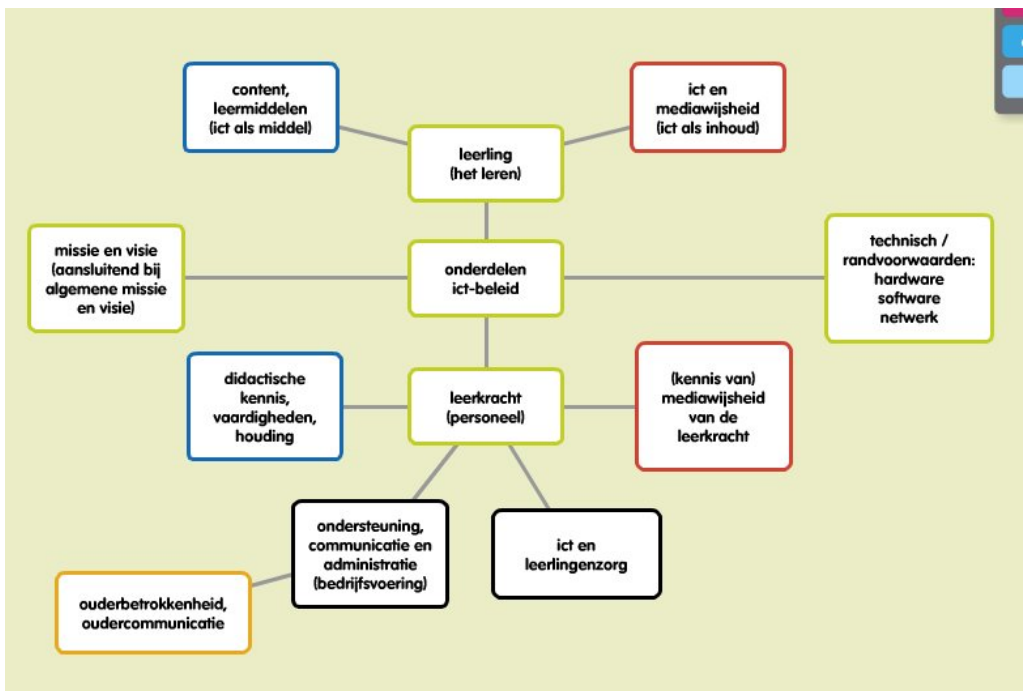 content,
leermiddelen
(ict als middel)
ict en
mediawijsheid
(ict als inhoud)
leerling
(het leren)
missie en visie
(aansluitend bij
algemene missie
en visie)
onderdelen
ict-beleid
technisch /
randvoorwaarden:
hardware
software
netwerk
didactische
kennis,
vaardigheden,
houding
leerkracht
(personeel)
(kennis van)
mediawijsheid
van de
leerkracht
ondersteuning,
communicatie en
administratie
(bedrijfsvoering)
ict en
leerlingenzorg
ouderbetrokkenheid,
oudercommunicatie